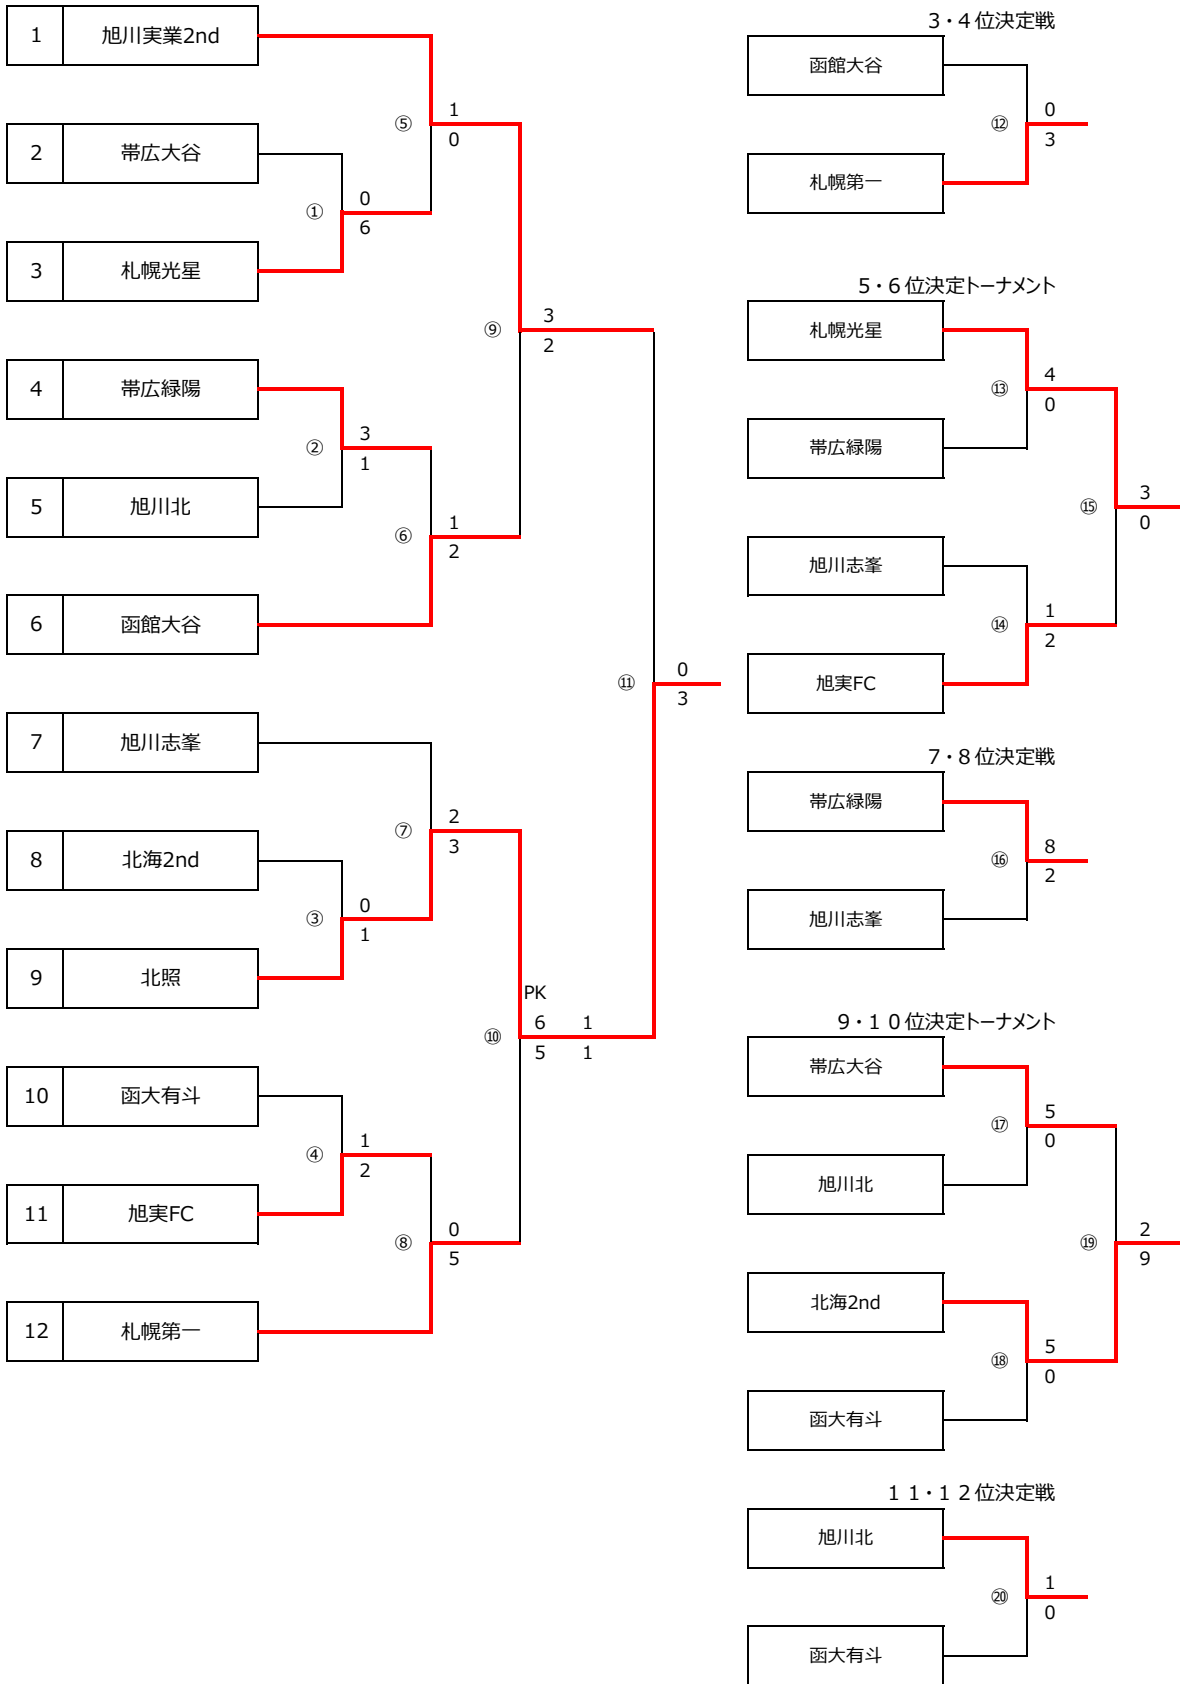 1 旭川実業2nd
⑤
1
0
2 帯広大谷
①
0
6
3 札幌光星
⑨
3
2
4 帯広緑陽
②
3
1
5 旭川北
⑥
1
2
6 函館大谷
⑪
0
3
7 旭川志峯
⑦
2
3
8 北海2nd
③
0
1
9 北照
PK
⑩
6 1
5 1
10 函大有斗
④
1
2
11 旭実FC
⑧
0
5
12 札幌第一
3・4位決定戦
函館大谷
⑫
0
3
札幌第一
5・6位決定トーナメント
札幌光星
⑬
4
0
帯広緑陽
⑮
3
0
旭川志峯
⑭
1
2
旭実FC
7・8位決定戦
帯広緑陽
⑯
8
2
旭川志峯
9・10位決定トーナメント
帯広大谷
⑰
5
0
旭川北
⑲
2
9
北海2nd
⑱
5
0
函大有斗
11・12位決定戦
旭川北
⑳
1
0
函大有斗